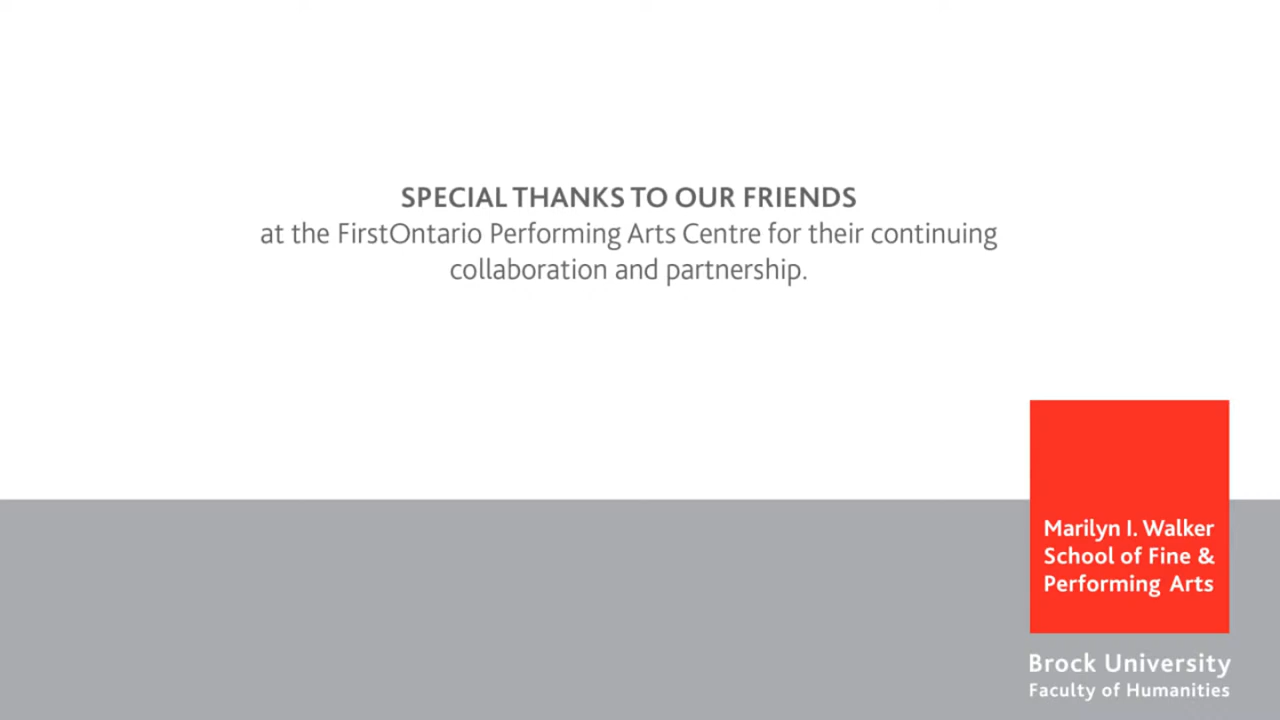 SPECIAL THANKS TO OUR FRIENDS
at the FirstOntario Performing Arts Centre for their continuing
collaboration and partnership.
Marilyn I. Walker
School of Fine &
Performing Arts
Brock University
Faculty of Humanities